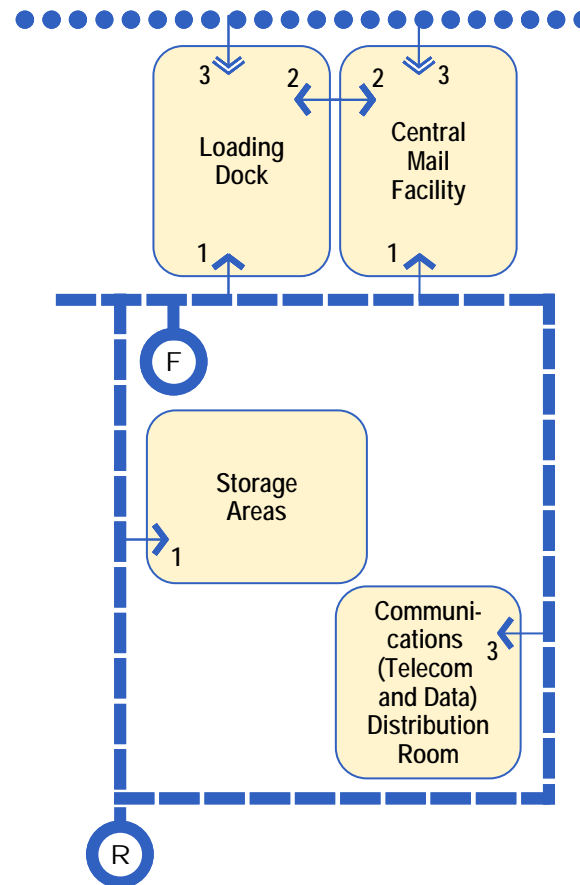 3
2
2
3
Loading
Dock
Central
Mail
Facility
1
1
F
Storage
Areas
1
Communi-
cations
(Telecom
and Data)
Distribution
Room
3
R